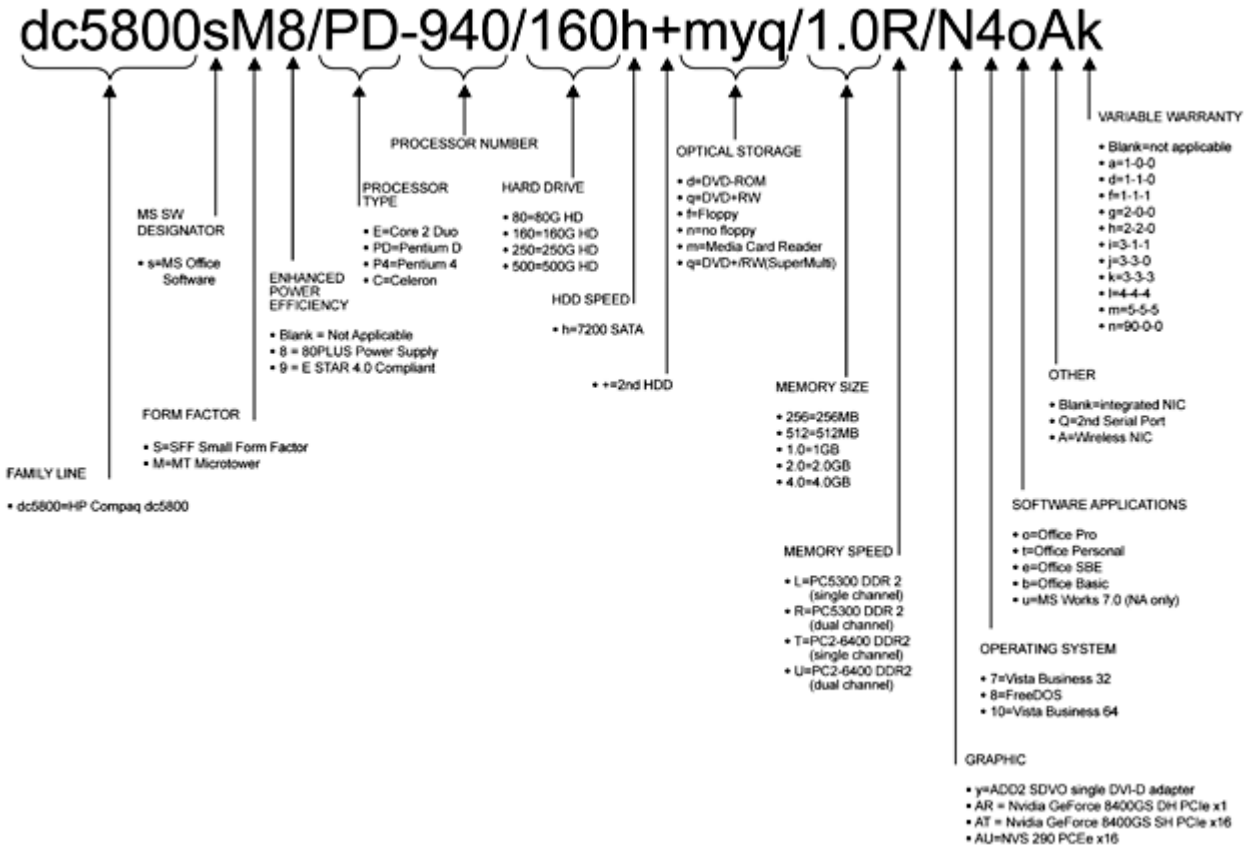 dc5800sM8/PD-940/160h+myq/1.0R/N4oAk
VARIABLE WARRANTY
• Blank=not applicable
• a=1-0-0
• d=1-1-0
• f=1-1-1
• g=2-0-0
• h=2-2-0
• i=3-1-1
• j=3-3-0
• k=3-3-3
• l=4-4-4
• m=5-5-5
• n=90-0-0
PROCESSOR NUMBER
OPTICAL STORAGE
• d=DVD-ROM
• q=DVD+RW
• f=Floppy
• n=no floppy
• m=Media Card Reader
• q=DVD+/RW(SuperMulti)
PROCESSOR
TYPE
• E=Core 2 Duo
• PD=Pentium D
• P4=Pentium 4
• C=Celeron
HARD DRIVE
• 80=80G HD
• 160=160G HD
• 250=250G HD
• 500=500G HD
MS SW
DESIGNATOR
• s=MS Office
Software
ENHANCED
POWER
EFFICIENCY
• Blank = Not Applicable
• 8 = 80PLUS Power Supply
• 9 = E STAR 4.0 Compliant
HDD SPEED
• h=7200 SATA
• +=2nd HDD
MEMORY SIZE
• 256=256MB
• 512=512MB
• 1.0=1GB
• 2.0=2.0GB
• 4.0=4.0GB
OTHER
• Blank=integrated NIC
• Q=2nd Serial Port
• A=Wireless NIC
FORM FACTOR
• S=SFF Small Form Factor
• M=MT Microtower
FAMILY LINE
• dc5800=HP Compaq dc5800
SOFTWARE APPLICATIONS
• o=Office Pro
• t=Office Personal
• e=Office SBE
• b=Office Basic
• u=MS Works 7.0 (NA only)
MEMORY SPEED
• L=PC5300 DDR 2
(single channel)
• R=PC5300 DDR 2
(dual channel)
• T=PC2-6400 DDR2
(single channel)
• U=PC2-6400 DDR2
(dual channel)
OPERATING SYSTEM
• 7=Vista Business 32
• 8=FreeDOS
• 10=Vista Business 64
GRAPHIC
• y=ADD2 SDVO single DVI-D adapter
• AR = Nvidia GeForce 8400GS DH PCIe x1
• AT = Nvidia GeForce 8400GS SH PCIe x16
• AU=NVS 290 PCEe x16